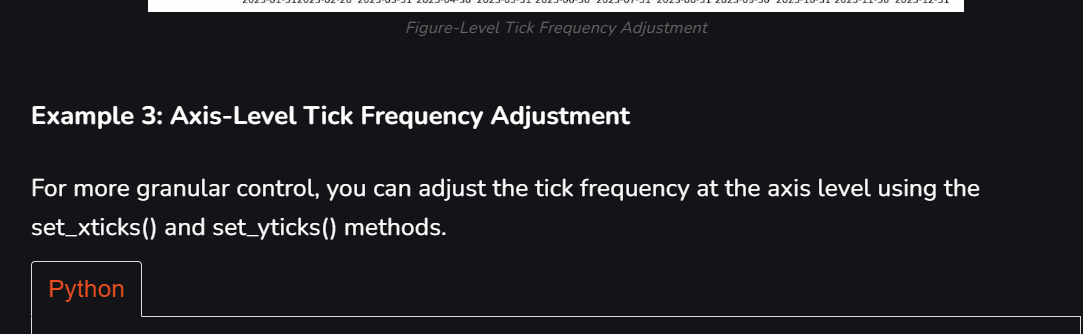 Figure-Level Tick Frequency Adjustment
Example 3: Axis-Level Tick Frequency Adjustment
For more granular control, you can adjust the tick frequency at the axis level using the
set_xticks() and set_yticks() methods.
Python